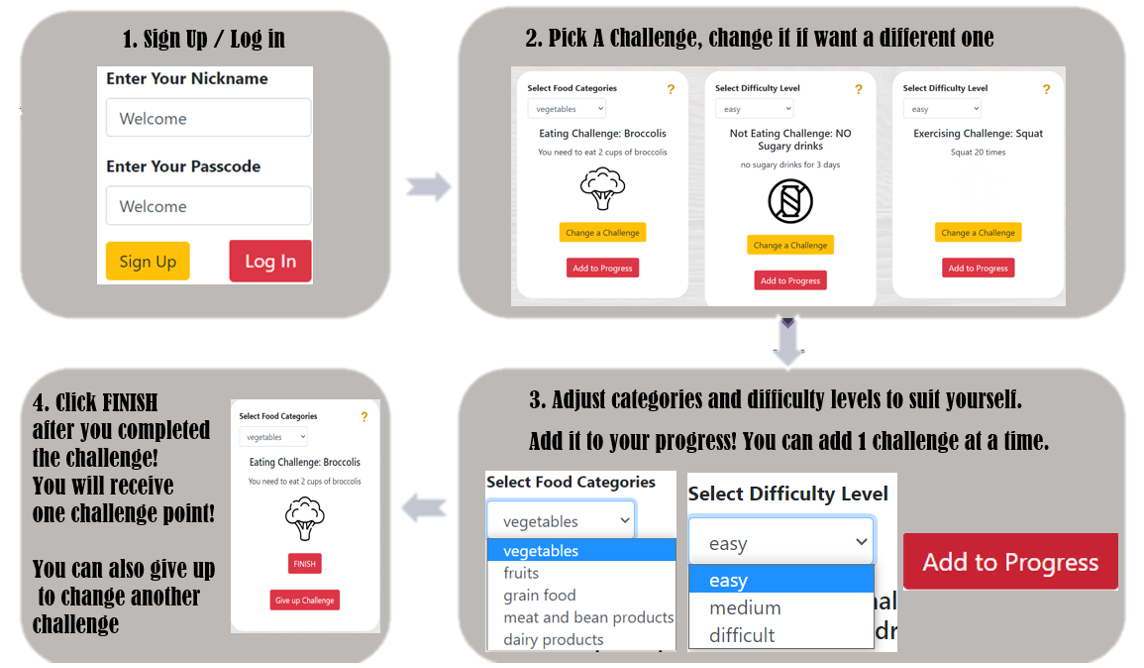 1. Sign Up / Log in
Enter Your Nickname
Welcome
Enter Your Passcode
Welcome
Sign Up
Log In
2. Pick A Challenge, change it if want a different one
Select Food Categories
?
vegetables
Eating Challenge: Broccolis
You need to eat 2 cups of broccolis
Change a Challenge
Add to Progress
Select Difficulty Level
?
easy
Not Eating Challenge: NO
Sugary drinks
no sugary drinks for 3 days
Change a Challenge
Add to Progress
Select Difficulty Level
?
easy
Exercising Challenge: Squat
Squat 20 times
Change a Challenge
Add to Progress
3. Adjust categories and difficulty levels to suit yourself.
Add it to your progress! You can add 1 challenge at a time.
Select Food Categories
vegetables
vegetables
fruits
grain food
meat and bean products
dairy products
Select Difficulty Level
easy
easy
medium
difficult
Add to Progress
4. Click FINISH
after you completed
the challenge!
You will receive
one challenge point!
You can also give up
to change another
challenge
Select Food Categories
?
vegetables
Eating Challenge: Broccolis
You need to eat 2 cups of broccolis
FINISH
Give up Challenge